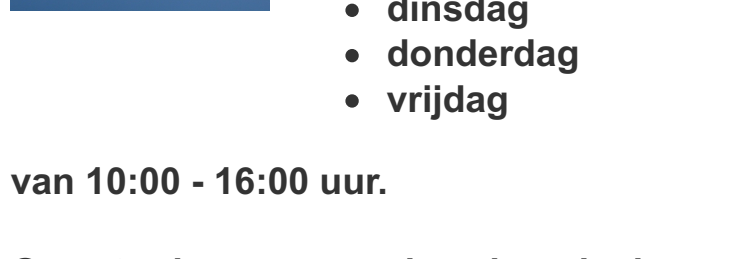 dinsdag
donderdag
vrijdag
van 10:00 - 16:00 uur.